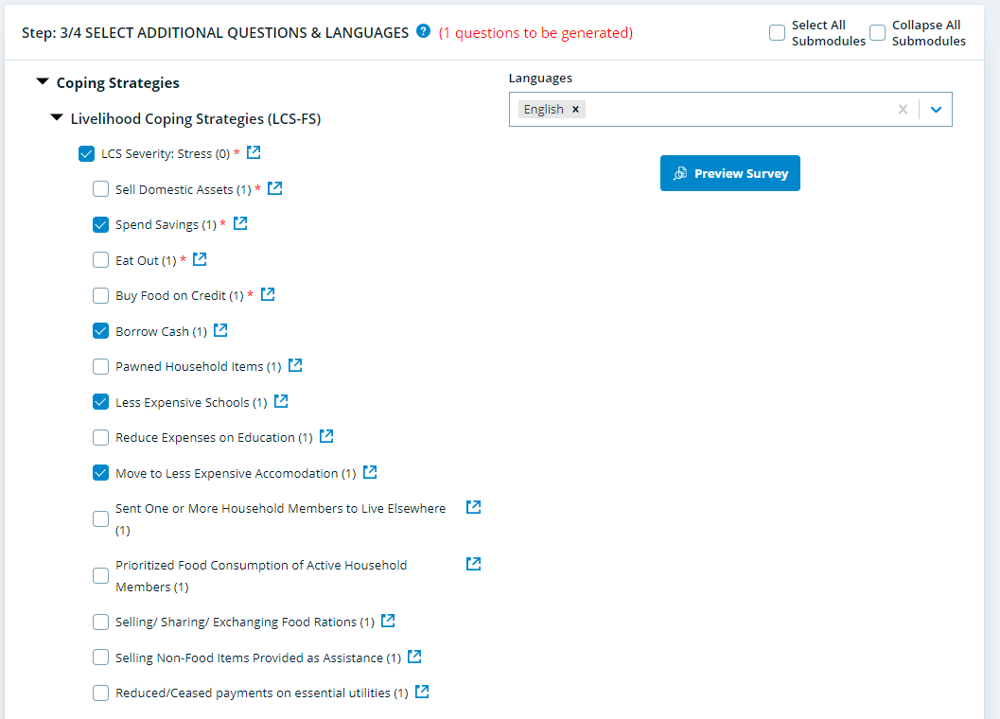 Step: 3/4 SELECT ADDITIONAL QUESTIONS & LANGUAGES ? (1 questions to be generated)
Select All
Submodules
Collapse All
Submodules
Coping Strategies
Livelihood Coping Strategies (LCS-FS)
LCS Severity: Stress (0) *
Sell Domestic Assets (1) *
Spend Savings (1) *
Eat Out (1) *
Buy Food on Credit (1) *
Borrow Cash (1)
Pawned Household Items (1)
Less Expensive Schools (1)
Reduce Expenses on Education (1)
Move to Less Expensive Accomodation (1)
Sent One or More Household Members to Live Elsewhere
(1)
Prioritized Food Consumption of Active Household
Members (1)
Selling/ Sharing/ Exchanging Food Rations (1)
Selling Non-Food Items Provided as Assistance (1)
Reduced/Ceased payments on essential utilities (1)
Languages
English ×
Preview Survey